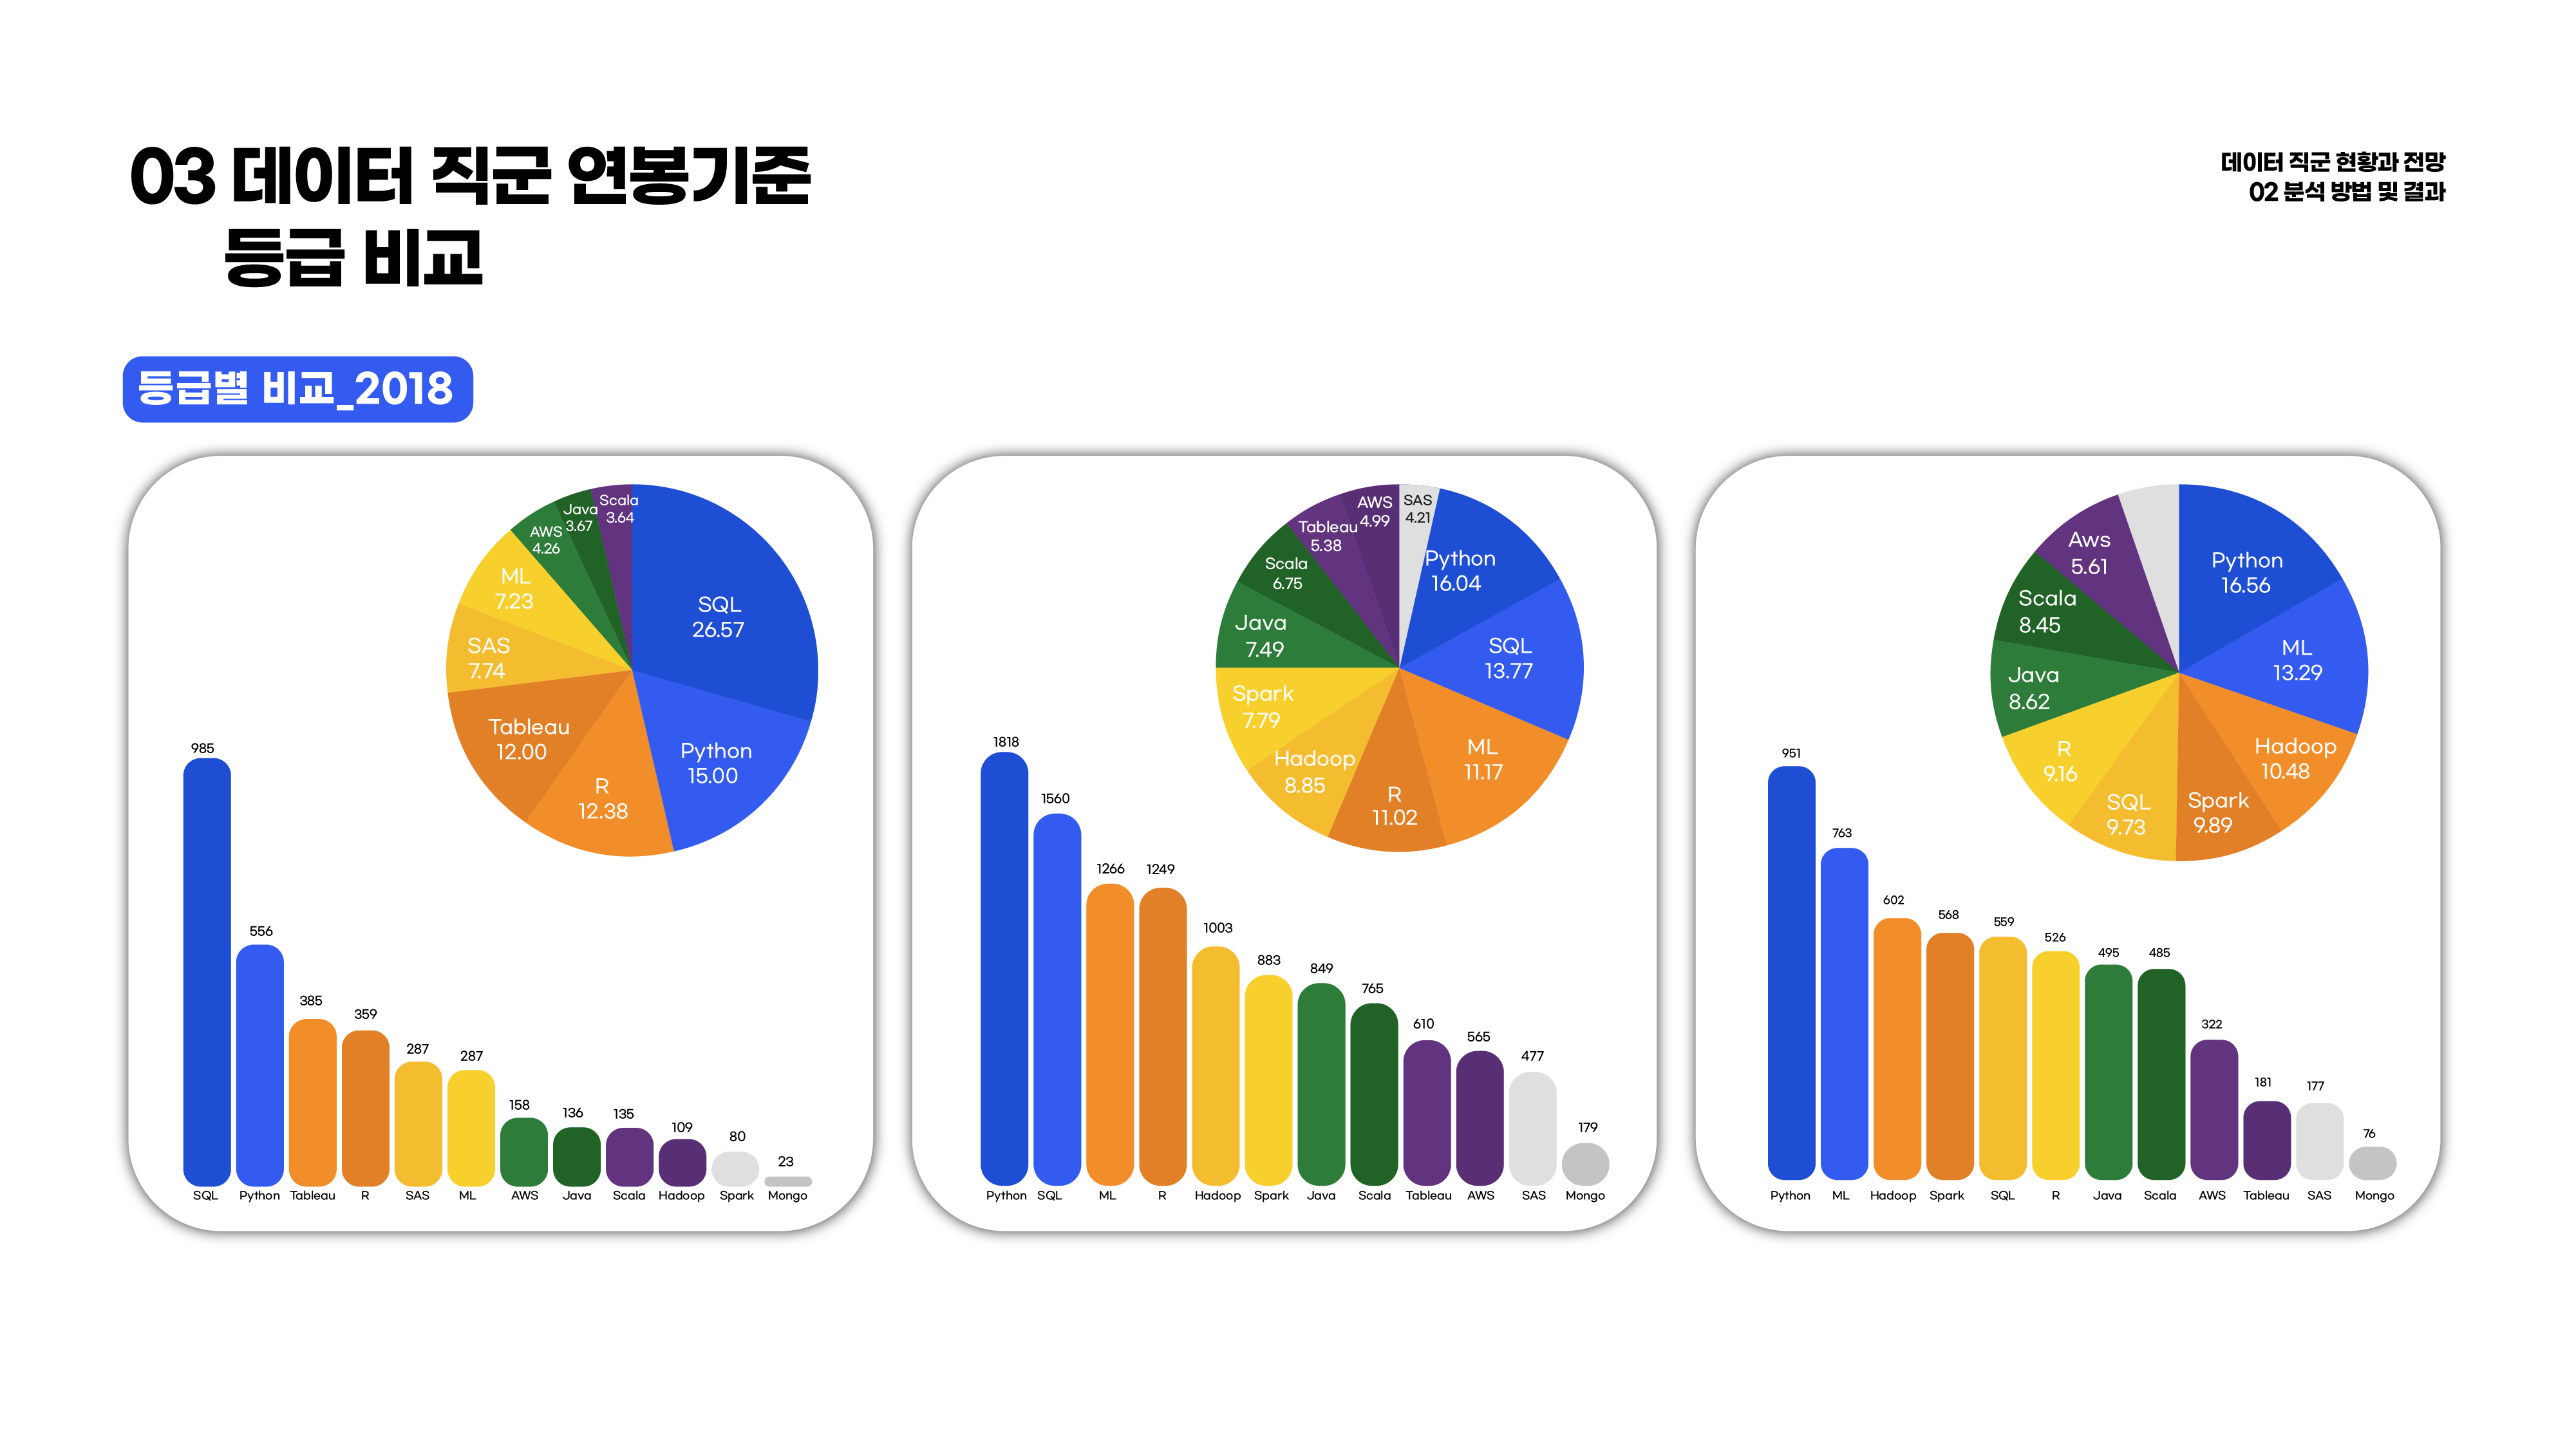 03 데이터 직군 연봉기준
등급 비교
데이터 직군 현황과 전망
02 분석 방법 및 결과
등급별 비교_2018
SQL
26.57
Python
15.00
R
12.38
Tableau
12.00
SAS
7.74
ML
7.23
AWS
4.26
Java
3.67
Scala
3.64
985
556
385
359
287
287
158
136
135
109
80
23
SQL Python Tableau R SAS ML AWS Java Scala Hadoop Spark Mongo
SAS
4.21
Python
16.04
SQL
13.77
ML
11.17
R
11.02
Hadoop
8.85
Spark
7.79
Java
7.49
Scala
6.75
Tableau
5.38
AWS
4.99
1818
1560
1266
1249
1003
883
849
765
610
565
477
179
Python SQL ML R Hadoop Spark Java Scala Tableau AWS SAS Mongo
Python
16.56
ML
13.29
Hadoop
10.48
Spark
9.89
SQL
9.73
R
9.16
Java
8.62
Scala
8.45
Aws
5.61
951
763
602
568
559
526
495
485
322
181
177
76
Python ML Hadoop Spark SQL R Java Scala AWS Tableau SAS Mongo